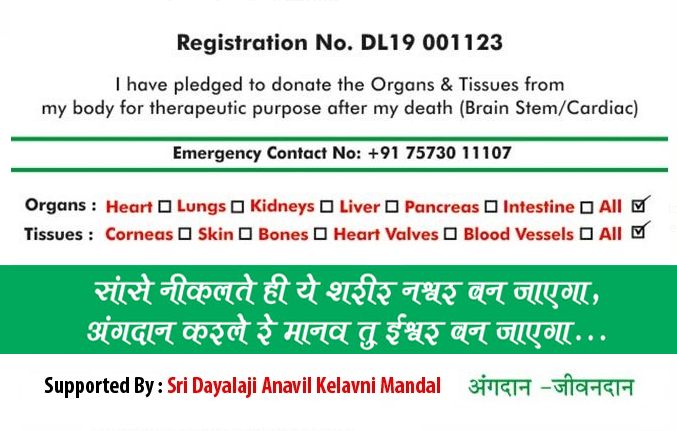 Registration No. DL19 001123
I have pledged to donate the Organs & Tissues from
my body for therapeutic purpose after my death (Brain Stem/Cardiac)
Emergency Contact No: +91 75730 11107
Organs : Heart ☐ Lungs ☐ Kidneys ☐ Liver ☐ Pancreas ☐ Intestine ☐ All ☑
Tissues : Corneas ☐ Skin ☐ Bones ☐ Heart Valves ☐ Blood Vessels ☐ All ☑
सांसे नीकलते ही ये शरीर नश्वर बन जाएगा,
अंगदान करले रे मानव तु ईश्वर बन जाएगा...
Supported By : Sri Dayalaji Anavil Kelavni Mandal अंगदान -जीवनदान